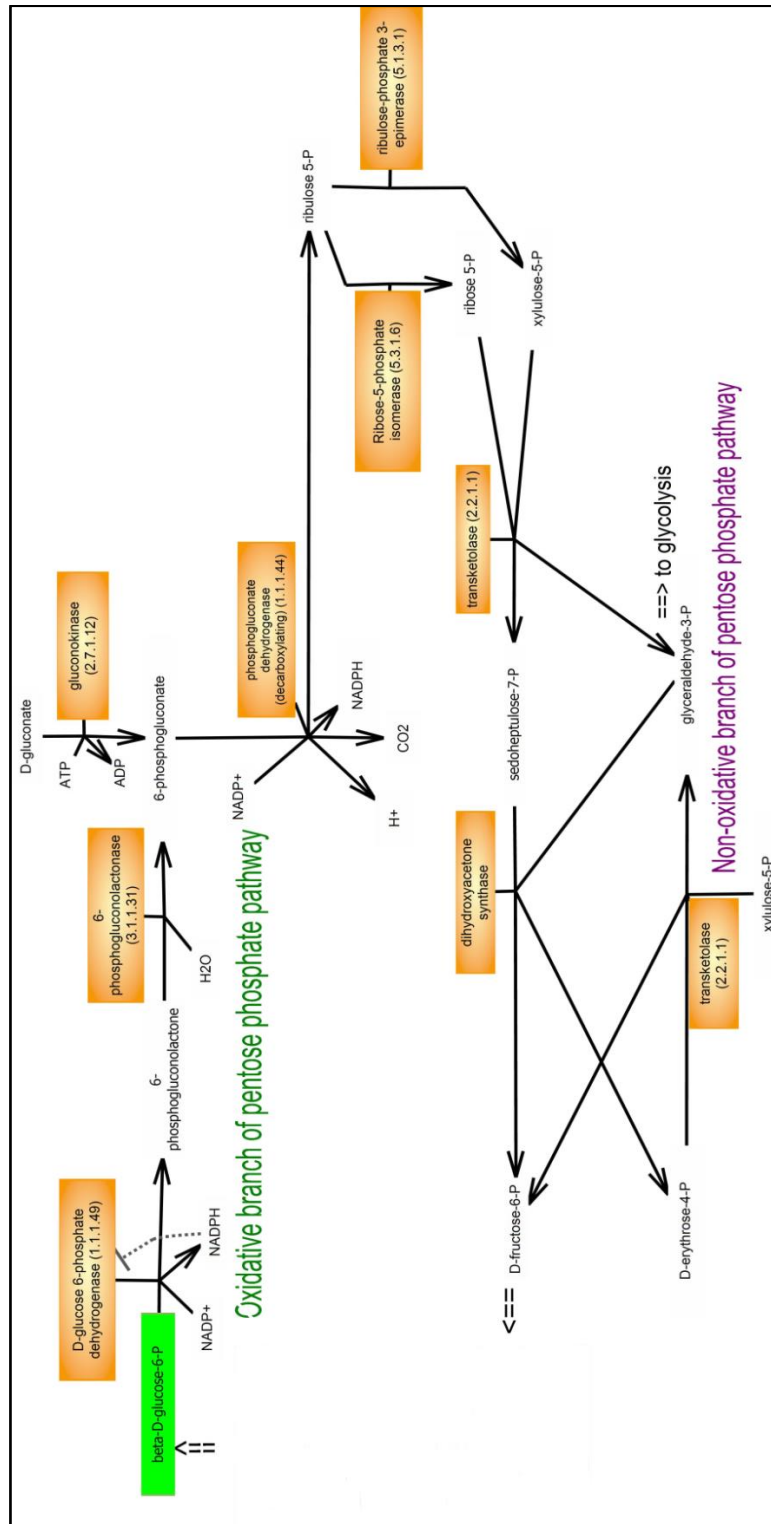 D-gluconate
gluconokinase
(2.7.1.12)
ATP
ADP
D-glucose 6-phosphate
dehydrogenase (1.1.1.49)
beta-D-glucose-6-P
<==
NADP+
NADPH
6-
phosphogluconolactone
6-
phosphogluconolactonase
(3.1.1.31)
H2O
6-phosphogluconate
Oxidative branch of pentose phosphate pathway
phosphogluconate
dehydrogenase
(decarboxylating) (1.1.1.44)
NADP+
NADPH
H+
CO2
ribulose 5-P
Ribose-5-phosphate
isomerase (5.3.1.6)
ribulose-phosphate 3-
epimerase (5.1.3.1)
ribose 5-P
xylulose-5-P
transketolase (2.2.1.1)
dihydroxyacetone
synthase
<==
D-fructose-6-P
sedoheptulose-7-P
==> to glycolysis
D-erythrose-4-P
glyceraldehyde-3-P
transketolase
(2.2.1.1)
Non-oxidative branch of pentose phosphate pathway
xylulose-5-P